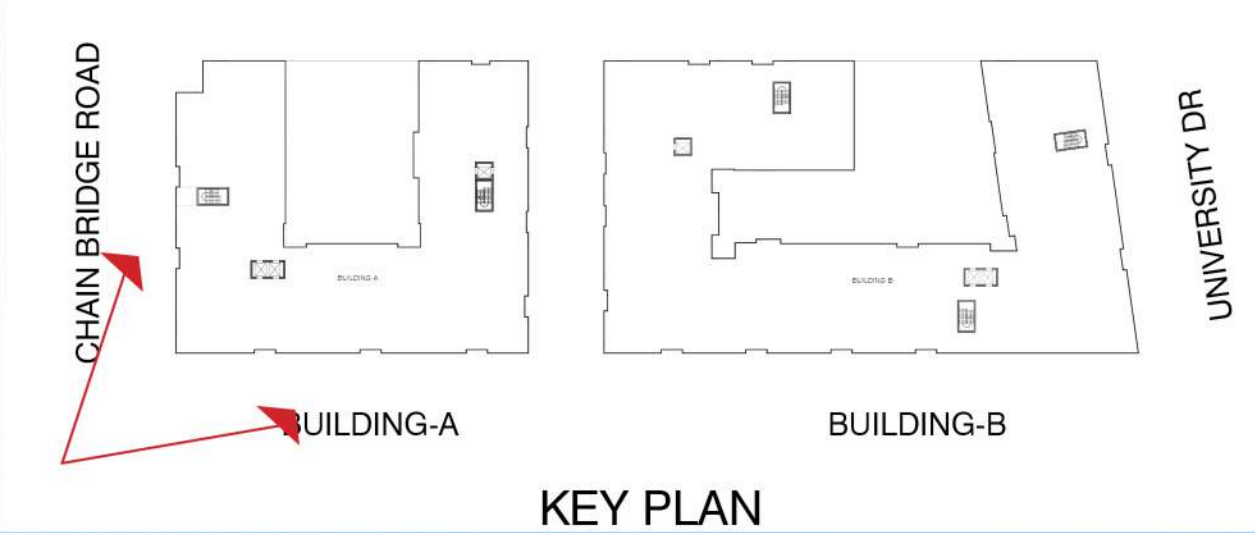 CHAIN BRIDGE ROAD
BUILDING A
BUILDING B
UNIVERSITY DR
BUILDING-A
BUILDING-B
KEY PLAN